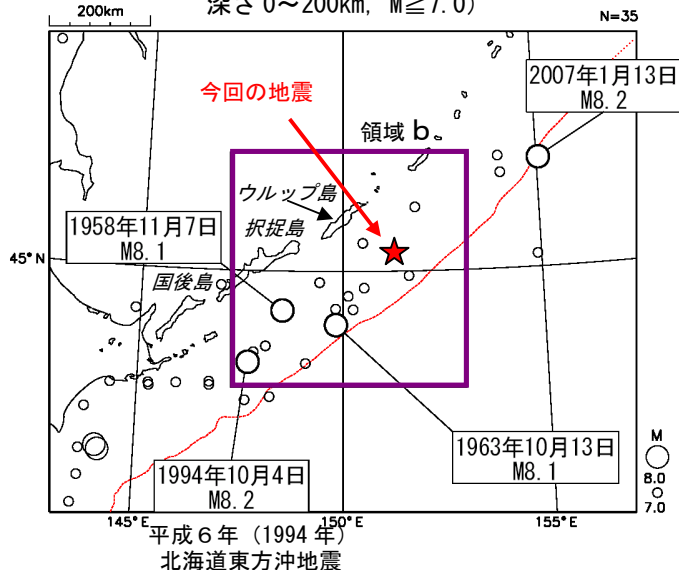 深さ0～200km, M≧7.0)
200km
N=35
2007年1月13日
M8.2
今回の地震
領域b
ウルップ島
1958年11月7日
M8.1
択捉島
45°N
国後島
1963年10月13日
M8.1
M
8.0
7.0
1994年10月4日
M8.2
145°E
150°E
155°E
平成6年（1994年）
北海道東方沖地震